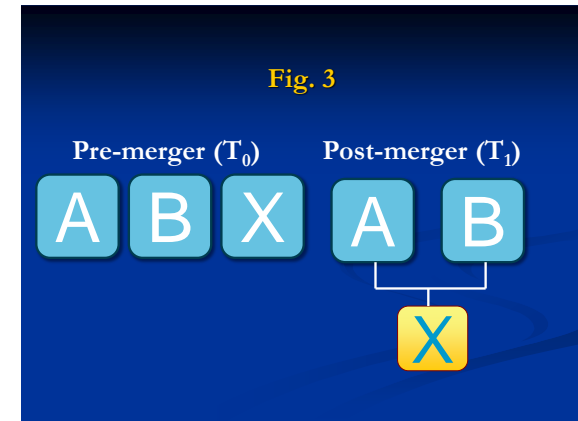 Fig. 3
Pre-merger (T₀) Post-merger (T₁)
A B X A B
X